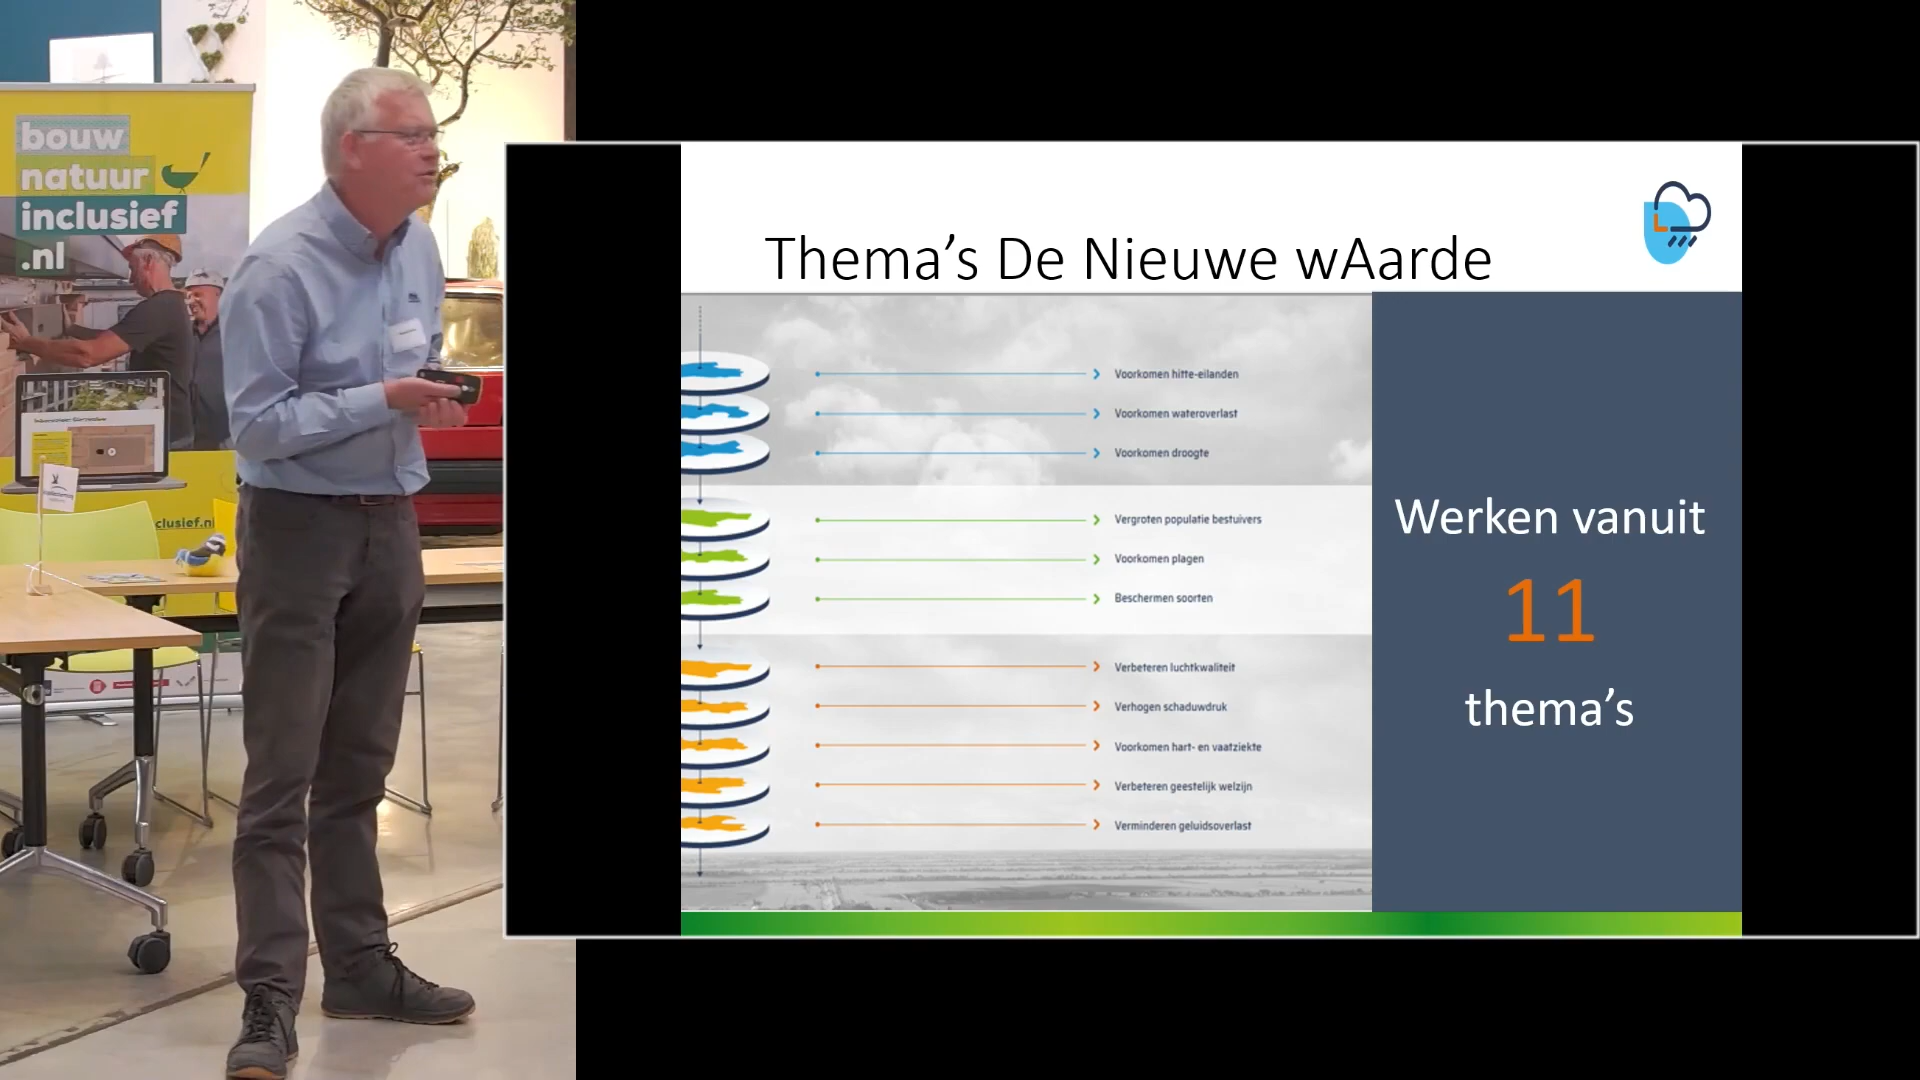 bouw
natuur
inclusief
.nl
clusief.nl
Thema’s De Nieuwe wAarde
Voorkomen hitte-eilanden
Voorkomen wateroverlast
Voorkomen droogte
Vergroten populatie bestuivers
Voorkomen plagen
Beschermen soorten
Verbeteren luchtkwaliteit
Verhogen schaduwdruk
Voorkomen hart- en vaatziekte
Verbeteren geestelijk welzijn
Verminderen geluidsoverlast
Werken vanuit
11
thema’s